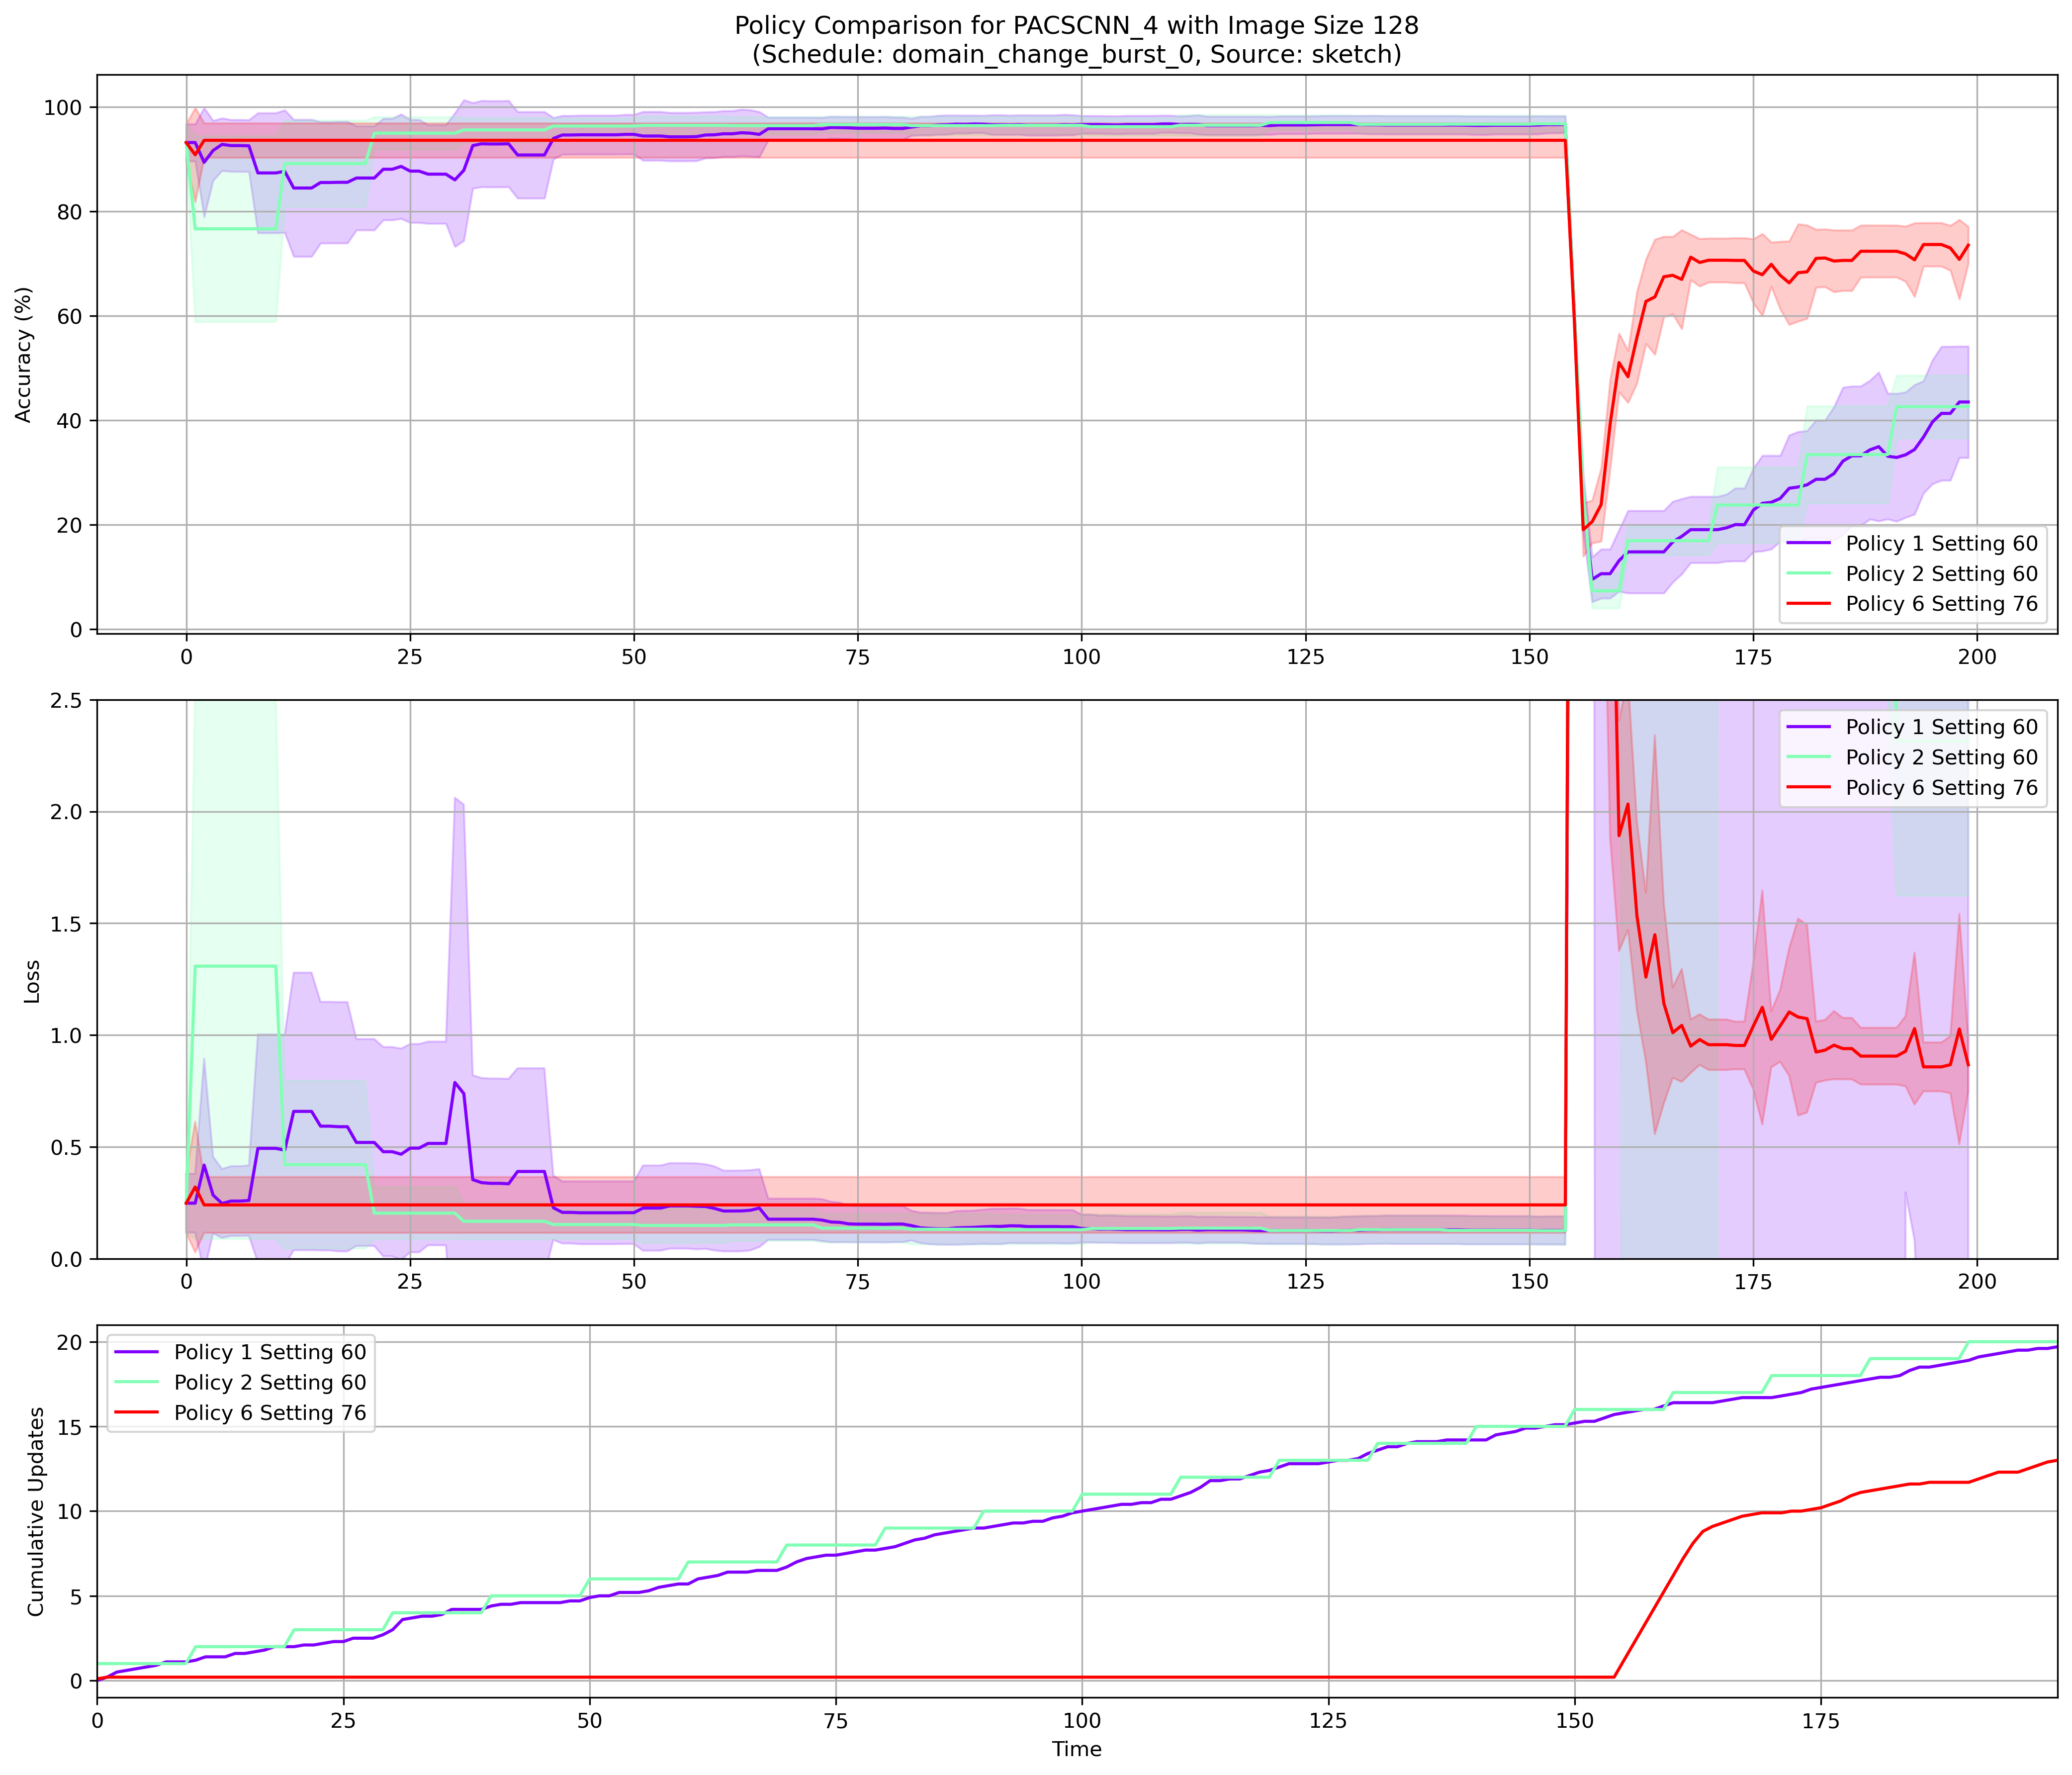 Policy Comparison for PACSCNN_4 with Image Size 128
(Schedule: domain_change_burst_0, Source: sketch)
Accuracy (%)
100
80
60
40
20
0
0 25 50 75 100 125 150 175 200
Policy 1 Setting 60
Policy 2 Setting 60
Policy 6 Setting 76
Loss
2.5
2.0
1.5
1.0
0.5
0.0
0 25 50 75 100 125 150 175 200
Policy 1 Setting 60
Policy 2 Setting 60
Policy 6 Setting 76
Cumulative Updates
20
15
10
5
0
0 25 50 75 100 125 150 175
Policy 1 Setting 60
Policy 2 Setting 60
Policy 6 Setting 76
Time